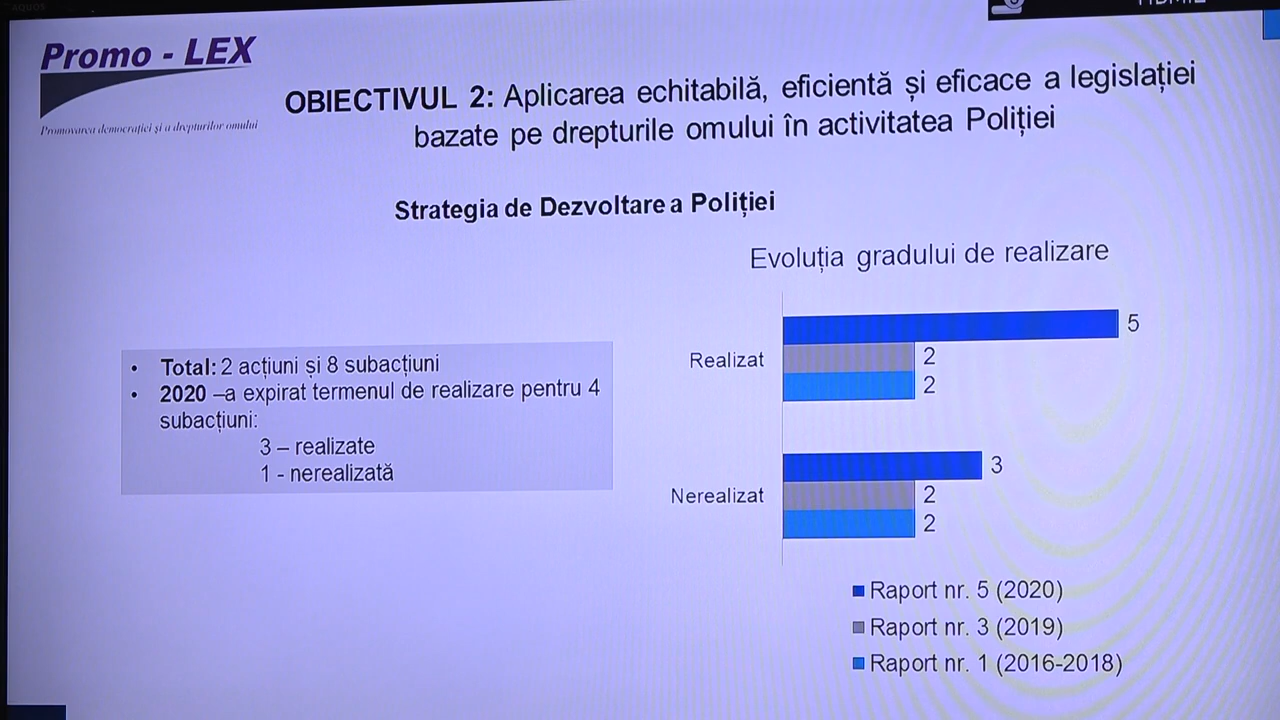 AQUOS
Promo - LEX
Promovarea democrației și a drepturilor omului
OBIECTIVUL 2: Aplicarea echitabilă, eficientă și eficace a legislației
bazate pe drepturile omului în activitatea Poliției
Strategia de Dezvoltare a Poliției
Evoluția gradului de realizare
• Total: 2 acțiuni și 8 subacțiuni
• 2020 –a expirat termenul de realizare pentru 4
subacțiuni:
3 – realizate
1 - nerealizată
5
Realizat
2
2
3
Nerealizat
2
2
Raport nr. 5 (2020)
Raport nr. 3 (2019)
Raport nr. 1 (2016-2018)